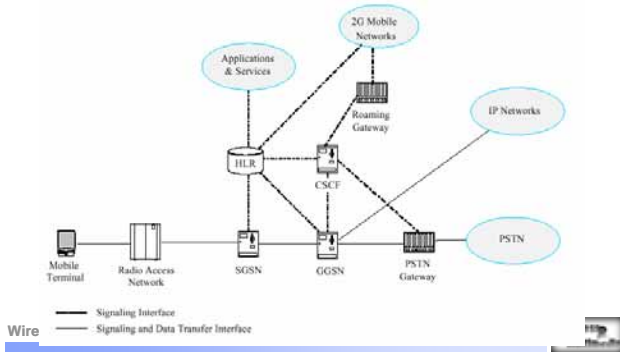 2G Mobile
Networks
Applications
& Services
Roaming
Gateway
IP Networks
HLR
CSCF
PSTN
Mobile
Terminal
Radio Access
Network
SGSN
GGSN
PSTN
Gateway
Signaling Interface
Signaling and Data Transfer Interface
Wire